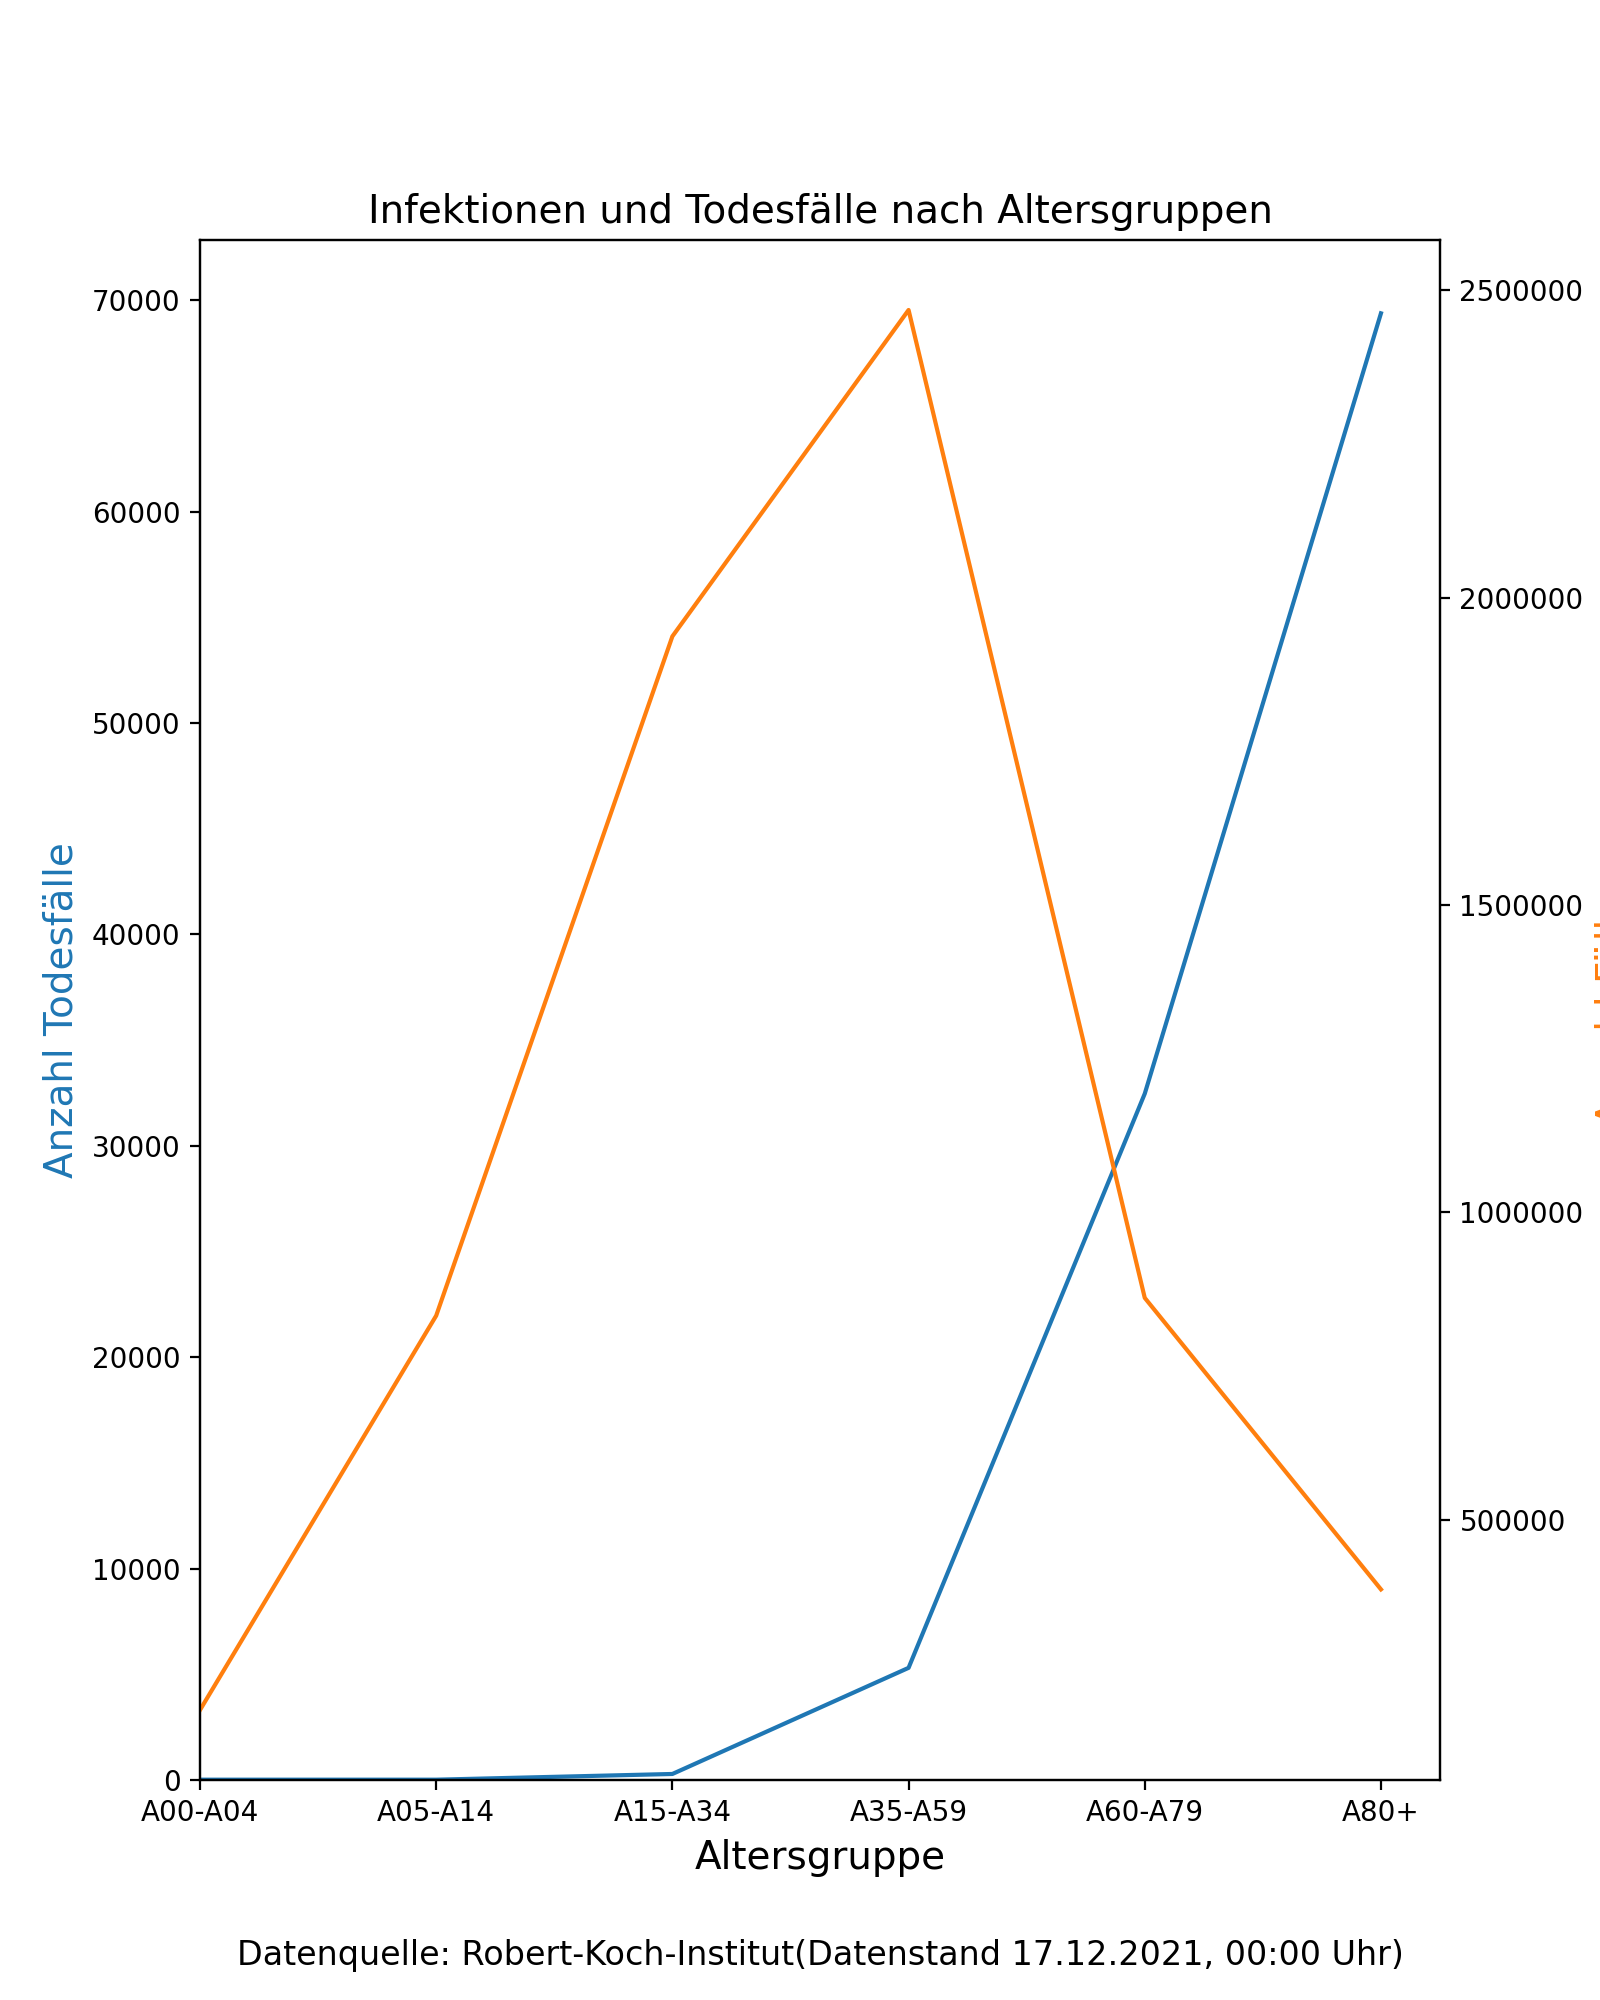 Infektionen und Todesfälle nach Altersgruppen
70000
60000
50000
40000
30000
20000
10000
0
Anzahl Todesfälle
2500000
2000000
1500000
1000000
500000
A00-A04 A05-A14 A15-A34 A35-A59 A60-A79 A80+
Altersgruppe
Datenquelle: Robert-Koch-Institut(Datenstand 17.12.2021, 00:00 Uhr)